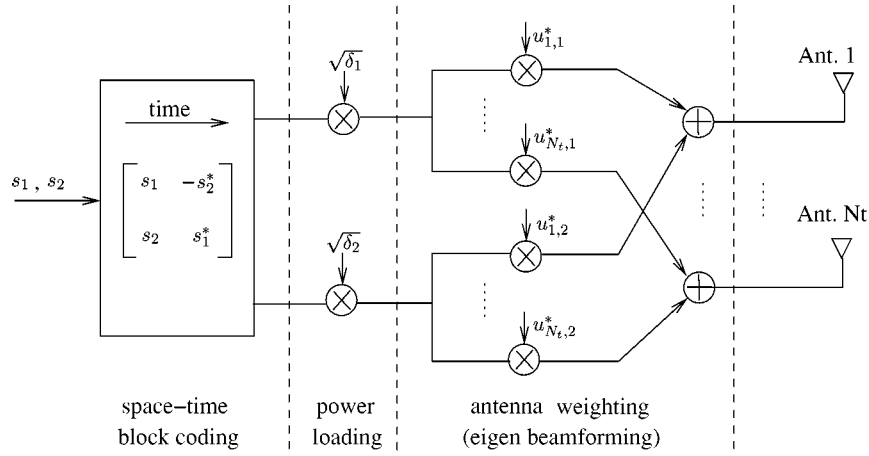 time
s₁ , s₂
s₁ −s₂*
s₂ s₁*
√δ₁
√δ₂
u*₁,₁
u*Nₜ,₁
u*₁,₂
u*Nₜ,₂
Ant. 1
Ant. Nt
space−time
block coding
power
loading
antenna weighting
(eigen beamforming)